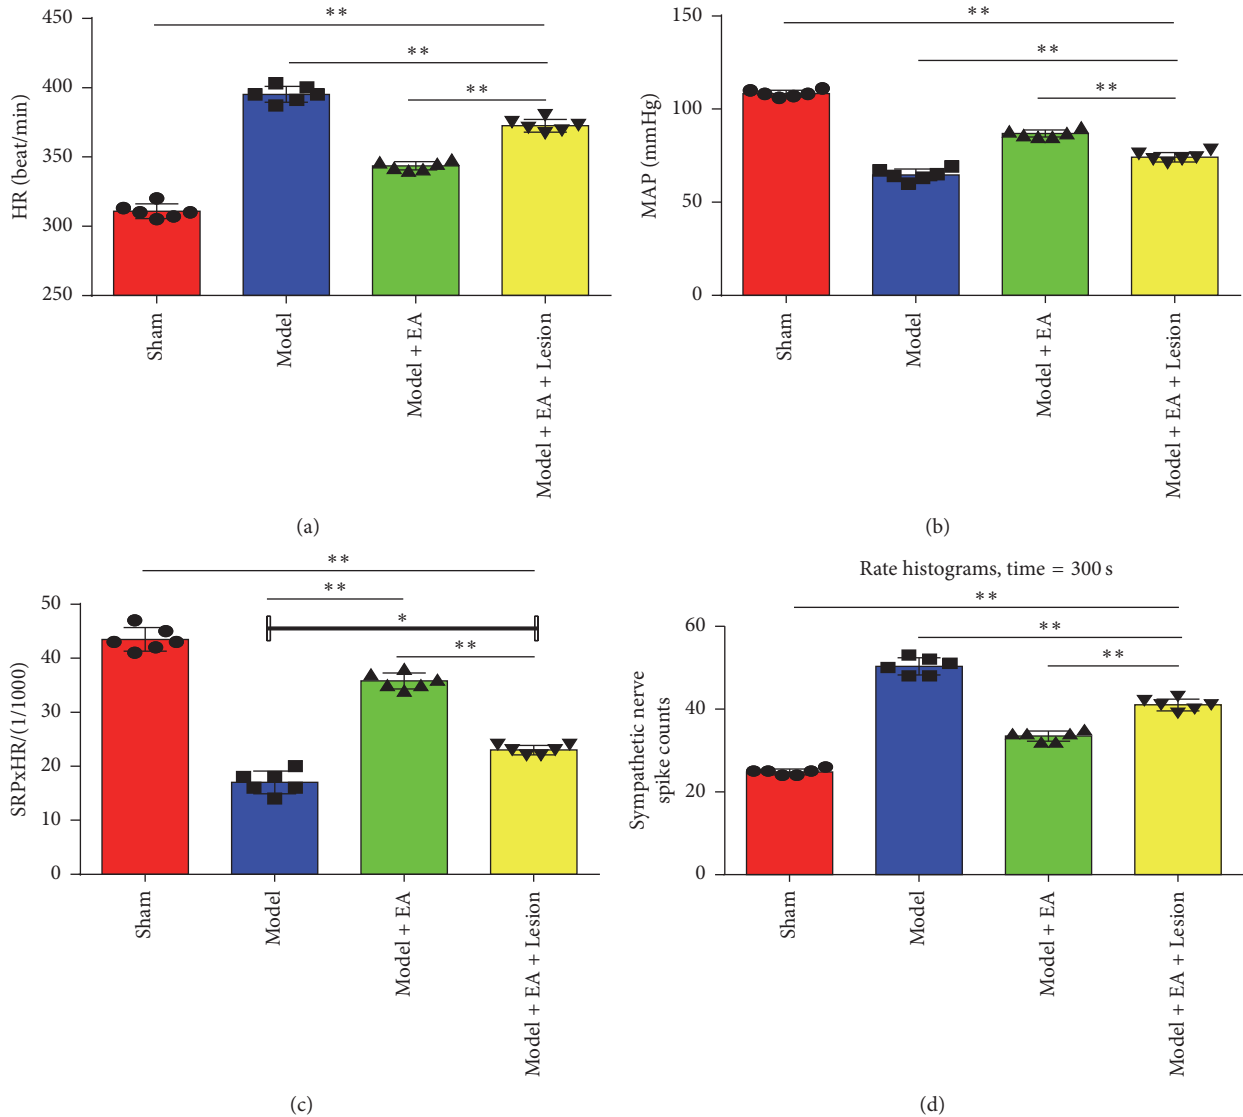 450
400
350
300
250
HR (beat/min)
**
**
**
Sham
Model
Model + EA
Model + EA + Lesion
(a)
150
100
50
0
MAP (mmHg)
**
**
**
Sham
Model
Model + EA
Model + EA + Lesion
(b)
50
40
30
20
10
0
SRPxHR/(1/1000)
**
**
*
**
Sham
Model
Model + EA
Model + EA + Lesion
(c)
Rate histograms, time = 300 s
60
40
20
0
Sympathetic nerve
spike counts
**
**
**
Sham
Model
Model + EA
Model + EA + Lesion
(d)